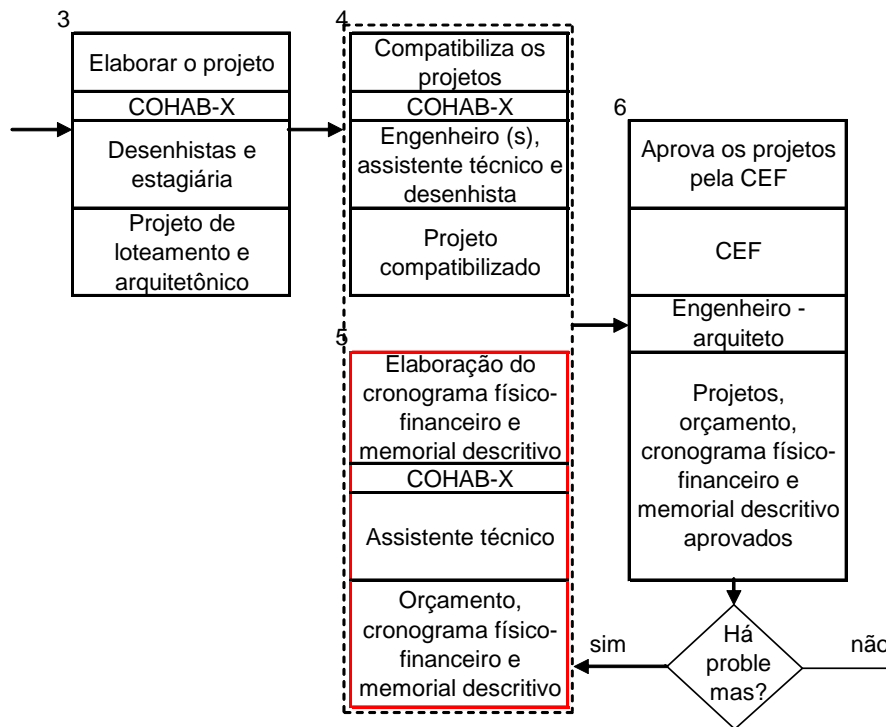 3
Elaborar o projeto
COHAB-X
Desenhistas e
estagiária
Projeto de
loteamento e
arquitetônico
4
Compatibiliza os
projetos
COHAB-X
Engenheiro (s),
assistente técnico e
desenhista
Projeto
compatibilizado
5
Elaboração do
cronograma físico-
financeiro e
memorial descritivo
COHAB-X
Assistente técnico
Orçamento,
cronograma físico-
financeiro e
memorial descritivo
6
Aprova os projetos
pela CEF
CEF
Engenheiro -
arquiteto
Projetos,
orçamento,
cronograma físico-
financeiro e
memorial descritivo
aprovados
sim
Há
proble
mas?
não